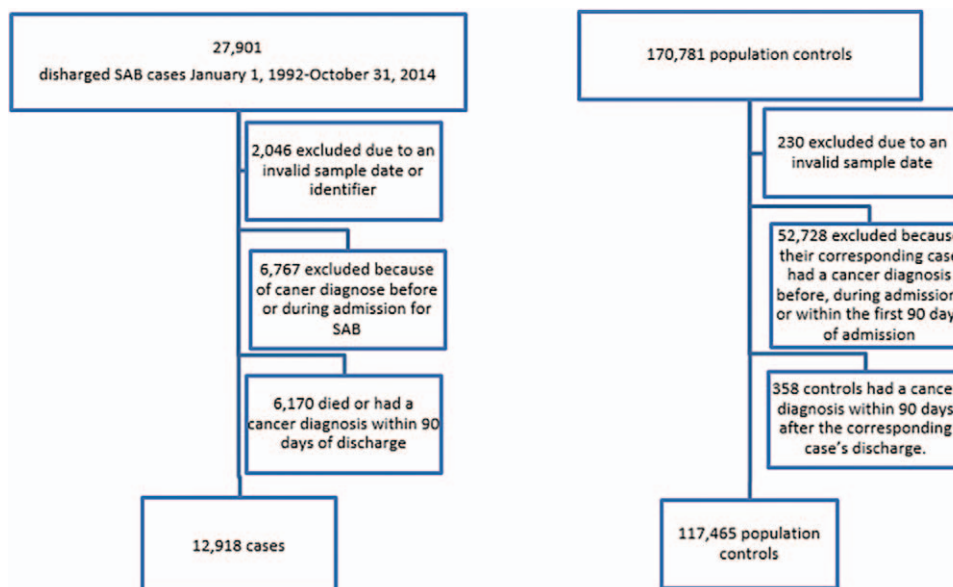 27,901
disharged SAB cases January 1, 1992-October 31, 2014
2,046 excluded due to an
invalid sample date or
identifier
6,767 excluded because
of caner diagnose before
or during admission for
SAB
6,170 died or had a
cancer diagnosis within 90
days of discharge
12,918 cases
170,781 population controls
230 excluded due to an
invalid sample date
52,728 excluded because
their corresponding case
had a cancer diagnosis
before, during admission
or within the first 90 day
of admission
358 controls had a cance
diagnosis within 90 days
after the corresponding
case's discharge.
117,465 population
controls